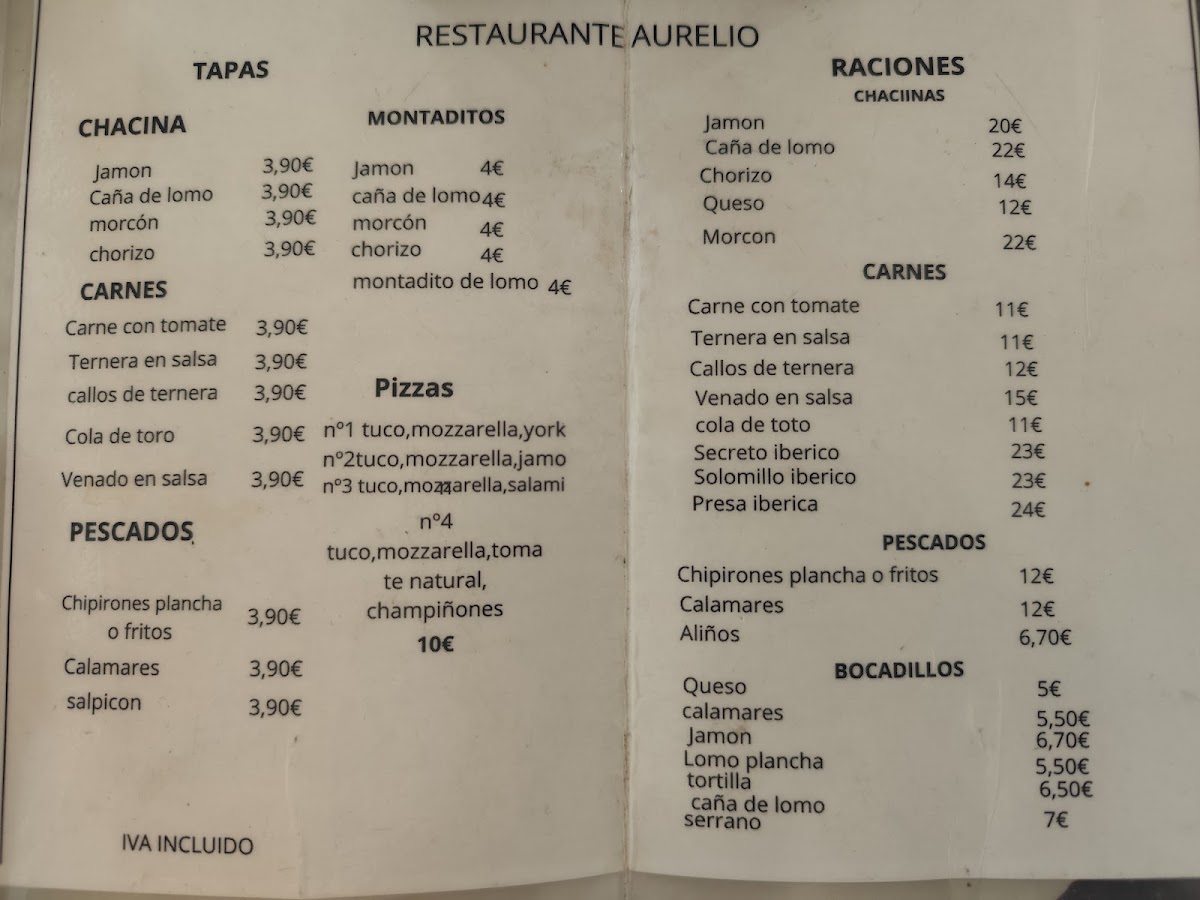 RESTAURANTE AURELIO
TAPAS
CHACINA
Jamon 3,90€
Caña de lomo 3,90€
morcón 3,90€
chorizo 3,90€
CARNES
Carne con tomate 3,90€
Ternera en salsa 3,90€
callos de ternera 3,90€
Cola de toro 3,90€
Venado en salsa 3,90€
PESCADOS
Chipirones plancha
o fritos 3,90€
Calamares 3,90€
salpicon 3,90€
IVA INCLUIDO
MONTADITOS
Jamon 4€
caña de lomo 4€
morcón 4€
chorizo 4€
montadito de lomo 4€
Pizzas
nº1 tuco,mozzarella,york
nº2tuco,mozzarella,jamo
nº3 tuco,mozzarella,salami
nº4
tuco,mozzarella,toma
te natural,
champiñones
10€
RACIONES
CHACIINAS
Jamon 20€
Caña de lomo 22€
Chorizo 14€
Queso 12€
Morcon 22€
CARNES
Carne con tomate 11€
Ternera en salsa 11€
Callos de ternera 12€
Venado en salsa 15€
cola de toto 11€
Secreto iberico 23€
Solomillo iberico 23€
Presa iberica 24€
PESCADOS
Chipirones plancha o fritos 12€
Calamares 12€
Aliños 6,70€
BOCADILLOS
Queso 5€
calamares 5,50€
Jamon 6,70€
Lomo plancha 5,50€
tortilla 6,50€
caña de lomo
serrano 7€